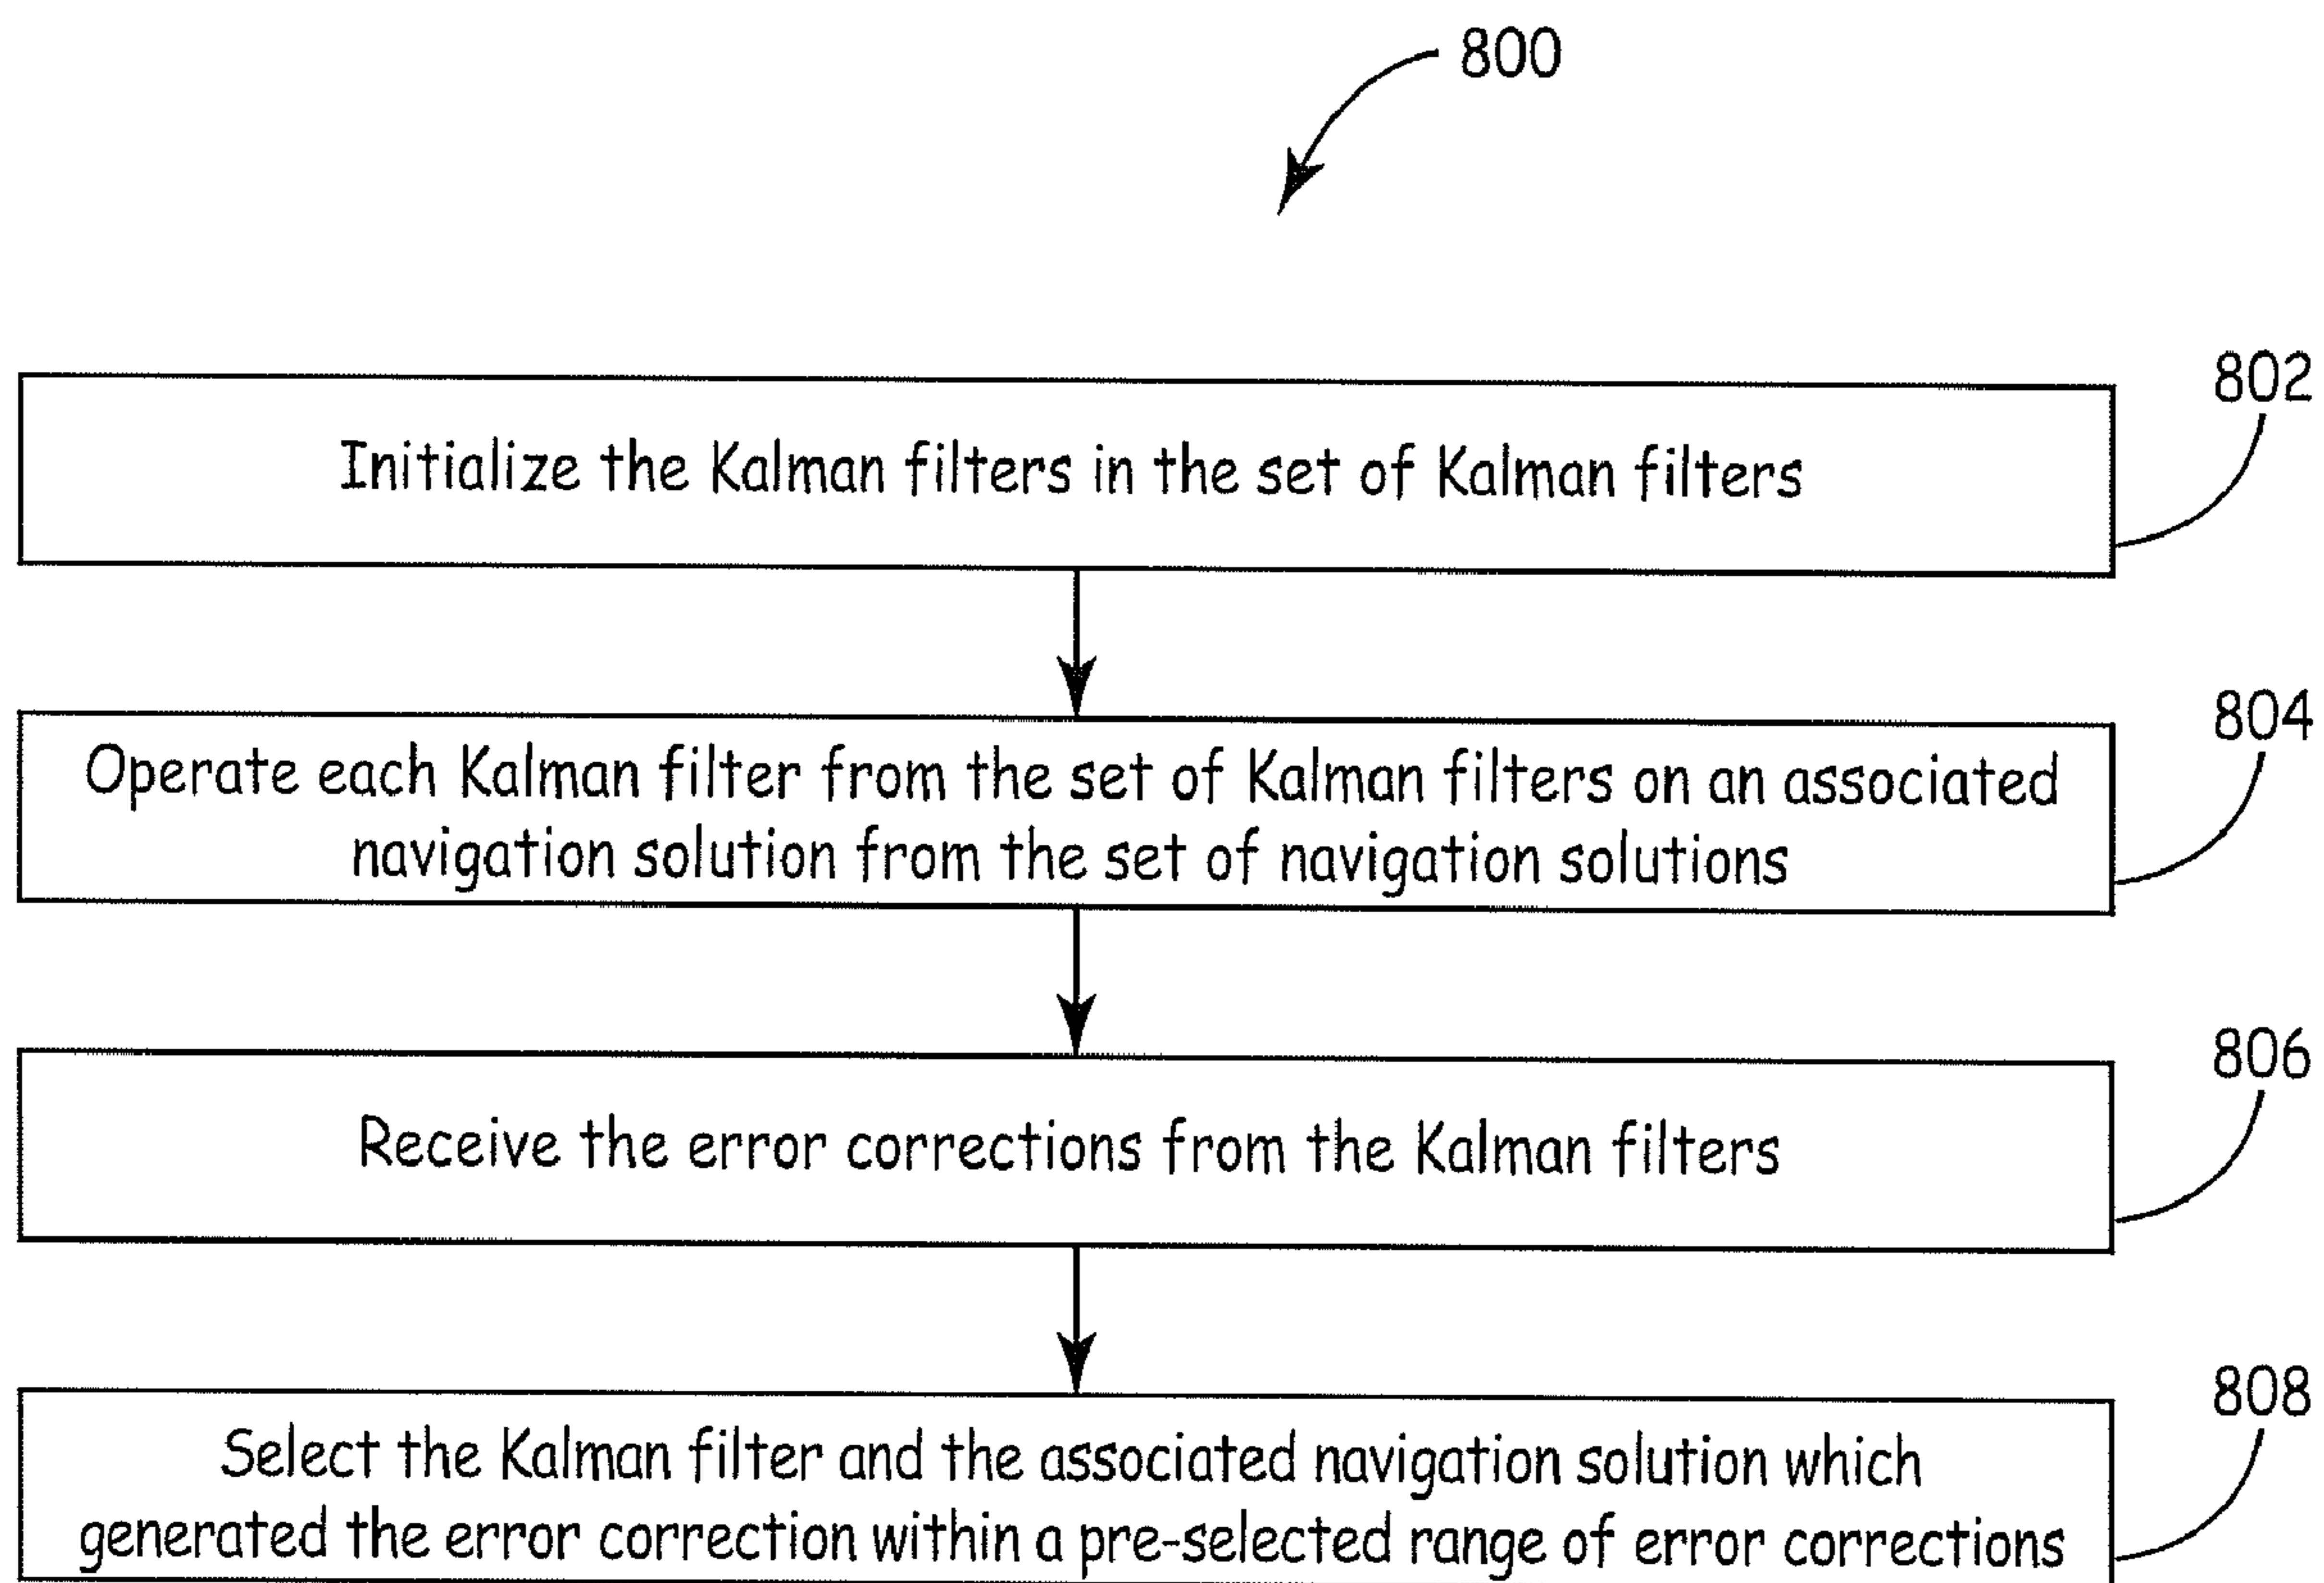 800
802
Initialize the Kalman filters in the set of Kalman filters
804
Operate each Kalman filter from the set of Kalman filters on an associated
navigation solution from the set of navigation solutions
806
Receive the error corrections from the Kalman filters
808
Select the Kalman filter and the associated navigation solution which
generated the error correction within a pre-selected range of error corrections